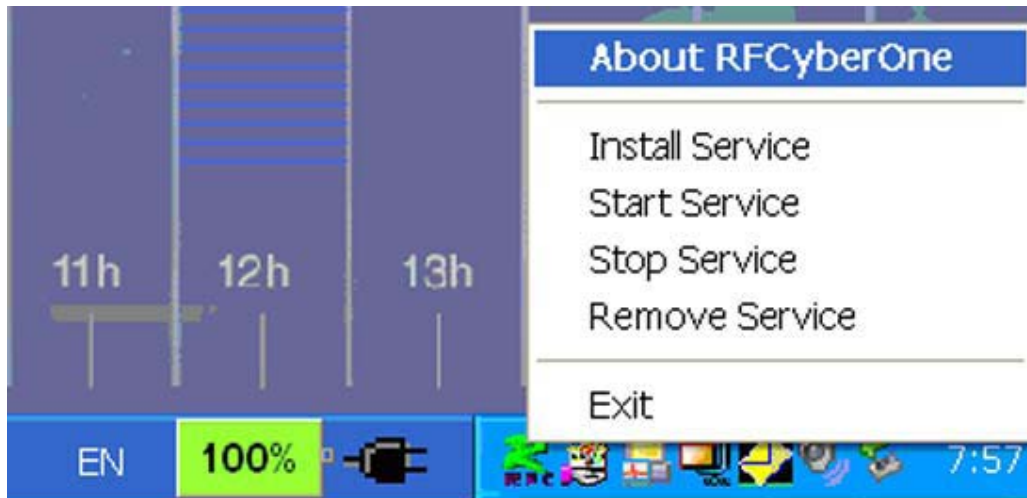 About RFCyberOne
Install Service
Start Service
Stop Service
Remove Service
Exit
11h 12h 13h
EN 100% 7:57